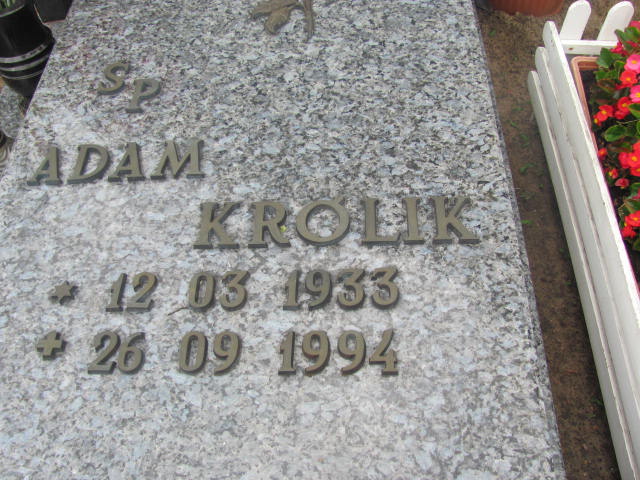 SP
ADAM
KRÓLIK
* 12 03 1933
+ 26 09 1994